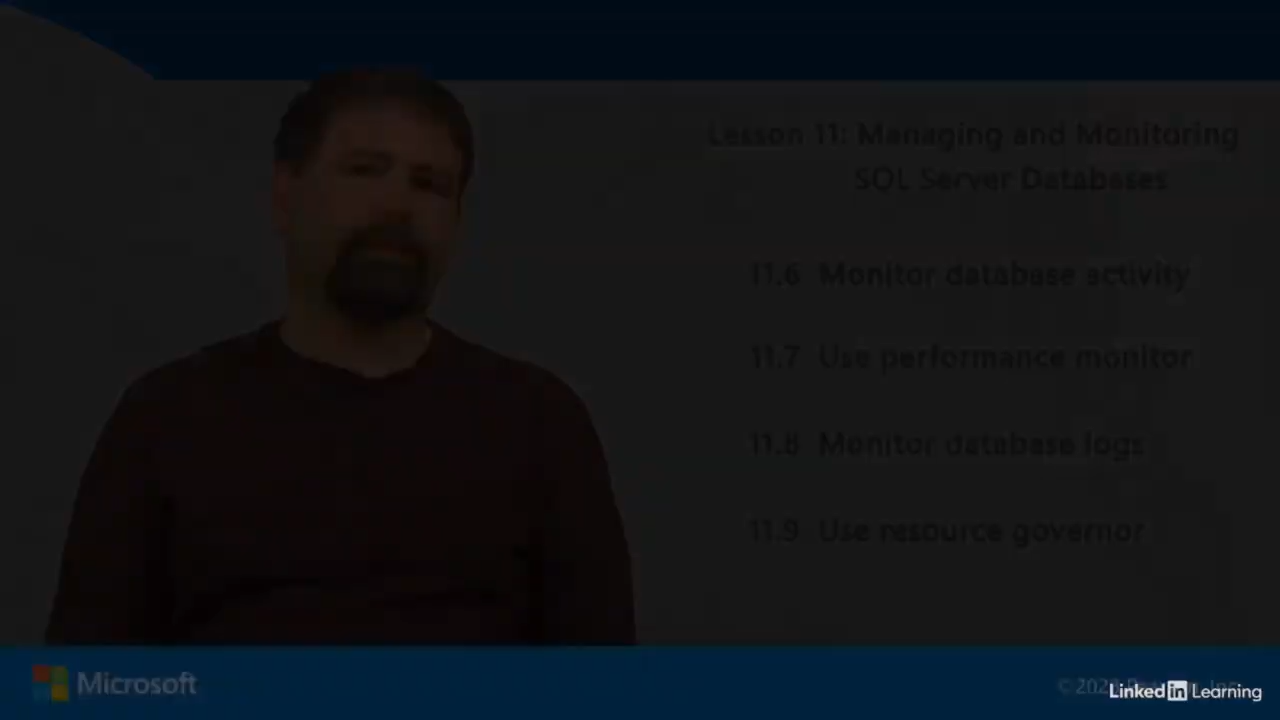 Lesson 11: Managing and Monitoring
SQL Server Databases
11.6 Monitor database activity
11.7 Use performance monitor
11.8 Monitor database logs
11.9 Use resource governor
Microsoft
LinkedIn Learning